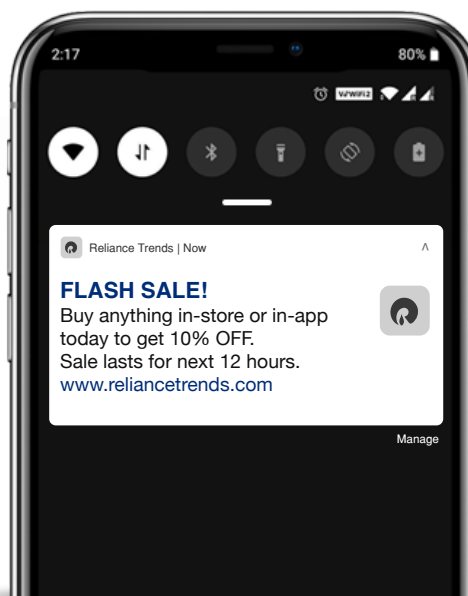 2:17
80%
Reliance Trends | Now
FLASH SALE!
Buy anything in-store or in-app
today to get 10% OFF.
Sale lasts for next 12 hours.
www.reliancetrends.com
Manage